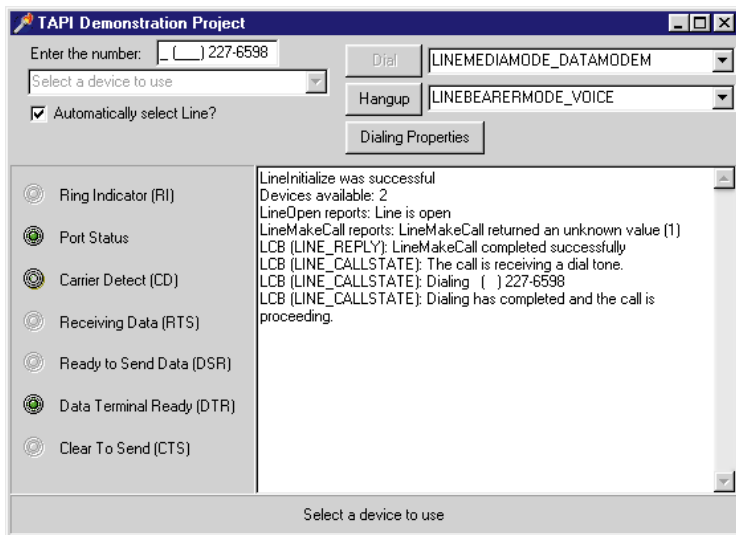 TAPI Demonstration Project
Enter the number: _ (___) 227-6598
Select a device to use
Automatically select Line?
Dial
LINEMEDIAMODE_DATAMODEM
Hangup
LINEBEARERMODE_VOICE
Dialing Properties
Ring Indicator (RI)
Port Status
Carrier Detect (CD)
Receiving Data (RTS)
Ready to Send Data (DSR)
Data Terminal Ready (DTR)
Clear To Send (CTS)
LineInitialize was successful
Devices available: 2
LineOpen reports: Line is open
LineMakeCall reports: LineMakeCall returned an unknown value (1)
LCB (LINE_REPLY): LineMakeCall completed successfully
LCB (LINE_CALLSTATE): The call is receiving a dial tone.
LCB (LINE_CALLSTATE): Dialing   (  ) 227-6598
LCB (LINE_CALLSTATE): Dialing has completed and the call is
proceeding.
Select a device to use